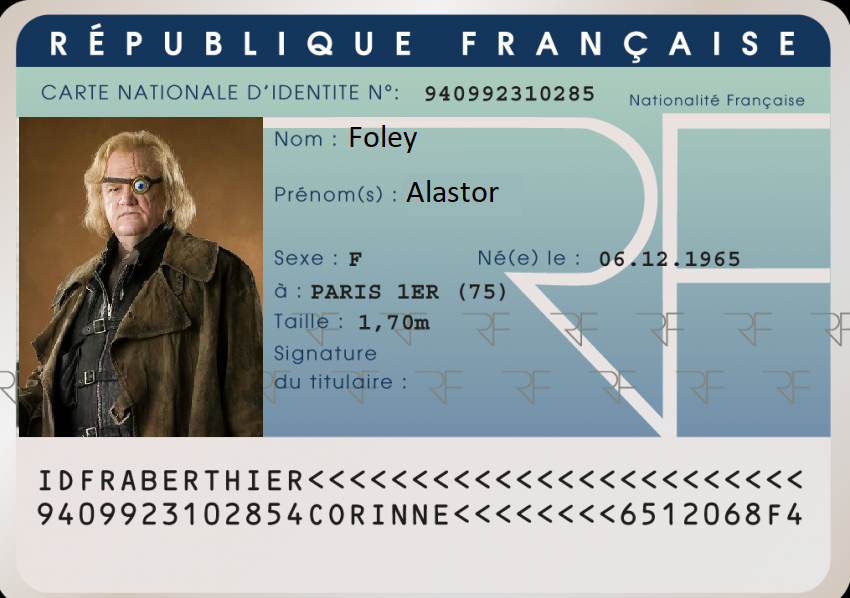 RÉPUBLIQUE FRANÇAISE
CARTE NATIONALE D'IDENTITE N°: 940992310285 Nationalité Française
Nom : Foley
Prénom(s) : Alastor
Sexe : F Né(e) le : 06.12.1965
à : PARIS 1ER (75)
Taille : 1,70m
Signature
du titulaire :
IDFRABERTHIER<<<<<<<<<<<<<<<<<<<<<<<
9409923102854CORINNE<<<<<<<<6512068F4